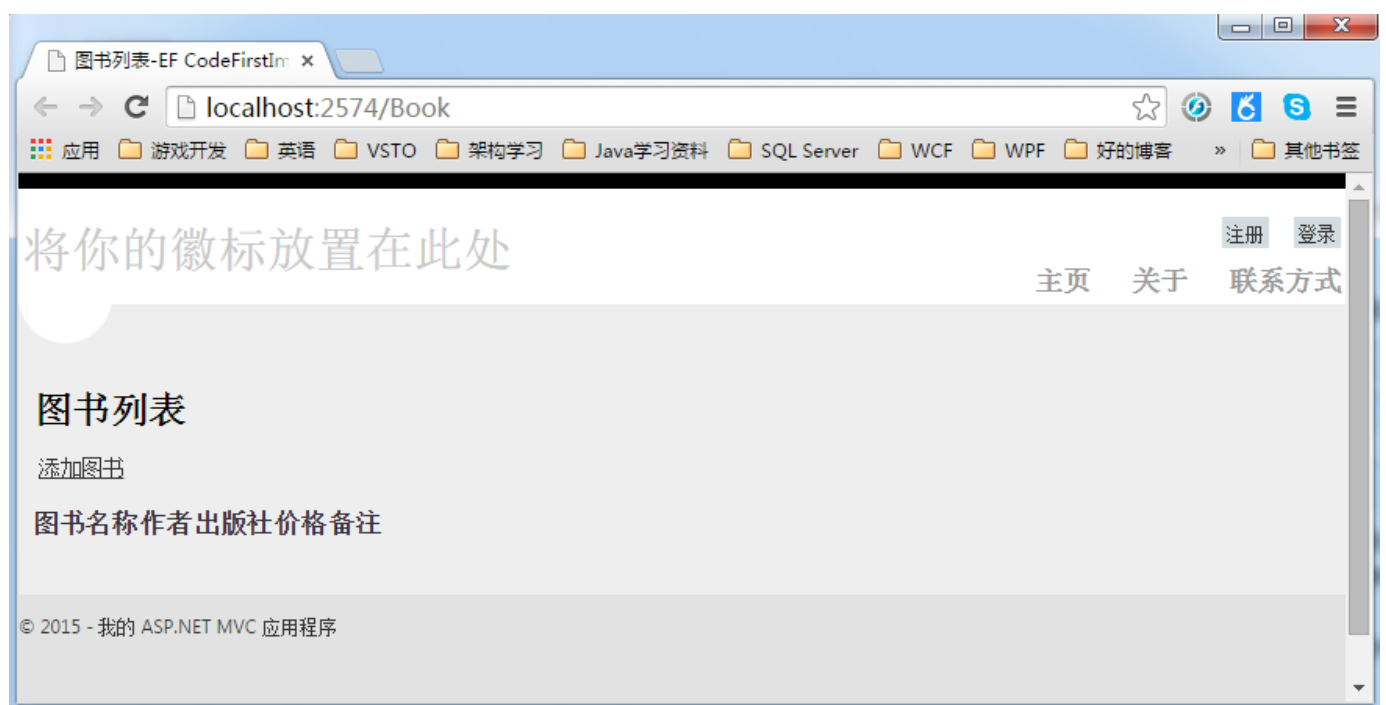 图书列表-EF CodeFirstIm
localhost:2574/Book
应用 游戏开发 英语 VSTO 架构学习 Java学习资料 SQL Server WCF WPF 好的博客 » 其他书签
注册 登录
将你的徽标放置在此处
主页 关于 联系方式
图书列表
添加图书
图书名称作者出版社价格备注
© 2015 - 我的 ASP.NET MVC 应用程序